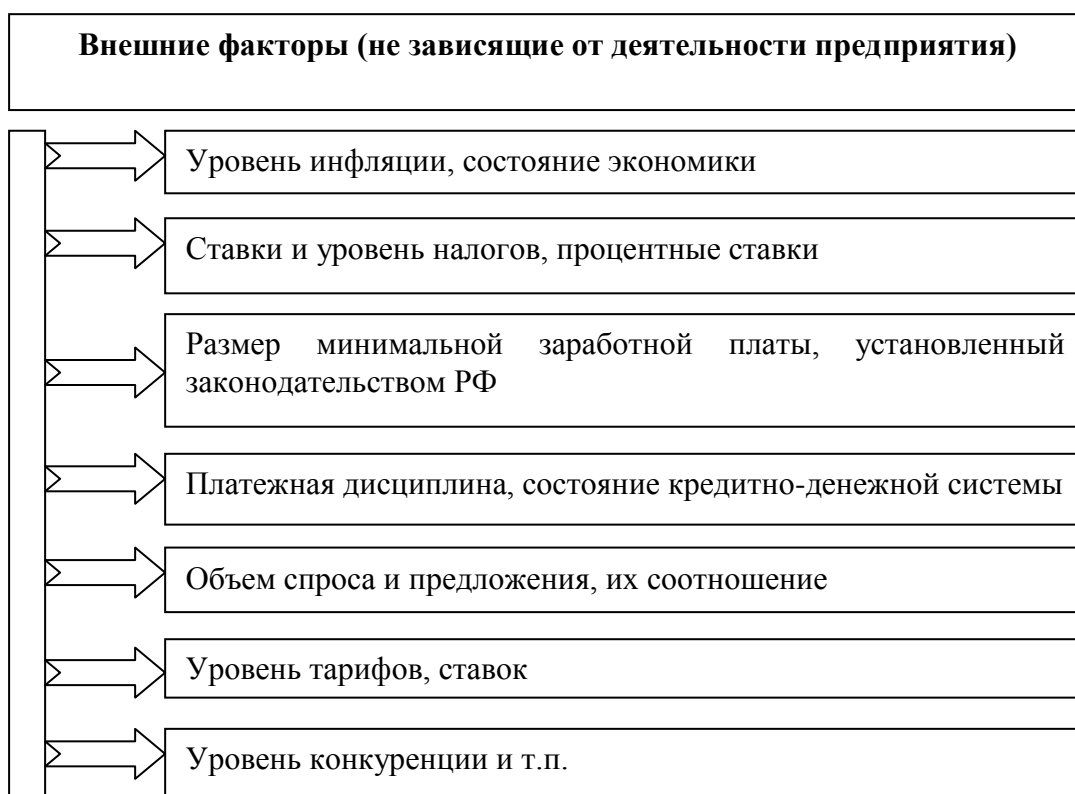 Внешние факторы (не зависящие от деятельности предприятия)
Уровень инфляции, состояние экономики
Ставки и уровень налогов, процентные ставки
Размер минимальной заработной платы, установленный
законодательством РФ
Платежная дисциплина, состояние кредитно-денежной системы
Объем спроса и предложения, их соотношение
Уровень тарифов, ставок
Уровень конкуренции и т.п.